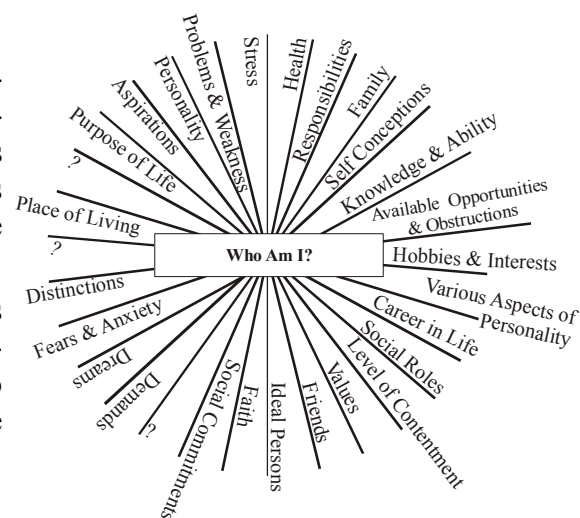 Who Am I?
Stress
Health
Responsibilities
Family
Self Conceptions
Knowledge & Ability
Available Opportunities
& Obstructions
Hobbies & Interests
Various Aspects of
Personality
Career in Life
Social Roles
Level of Contentment
Values
Friends
Ideal Persons
Faith
Social Commitments
?
Demands
Dreams
Fears & Anxiety
Distinctions
?
Place of Living
?
Purpose of Life
Aspirations
Personality
Problems & Weakness